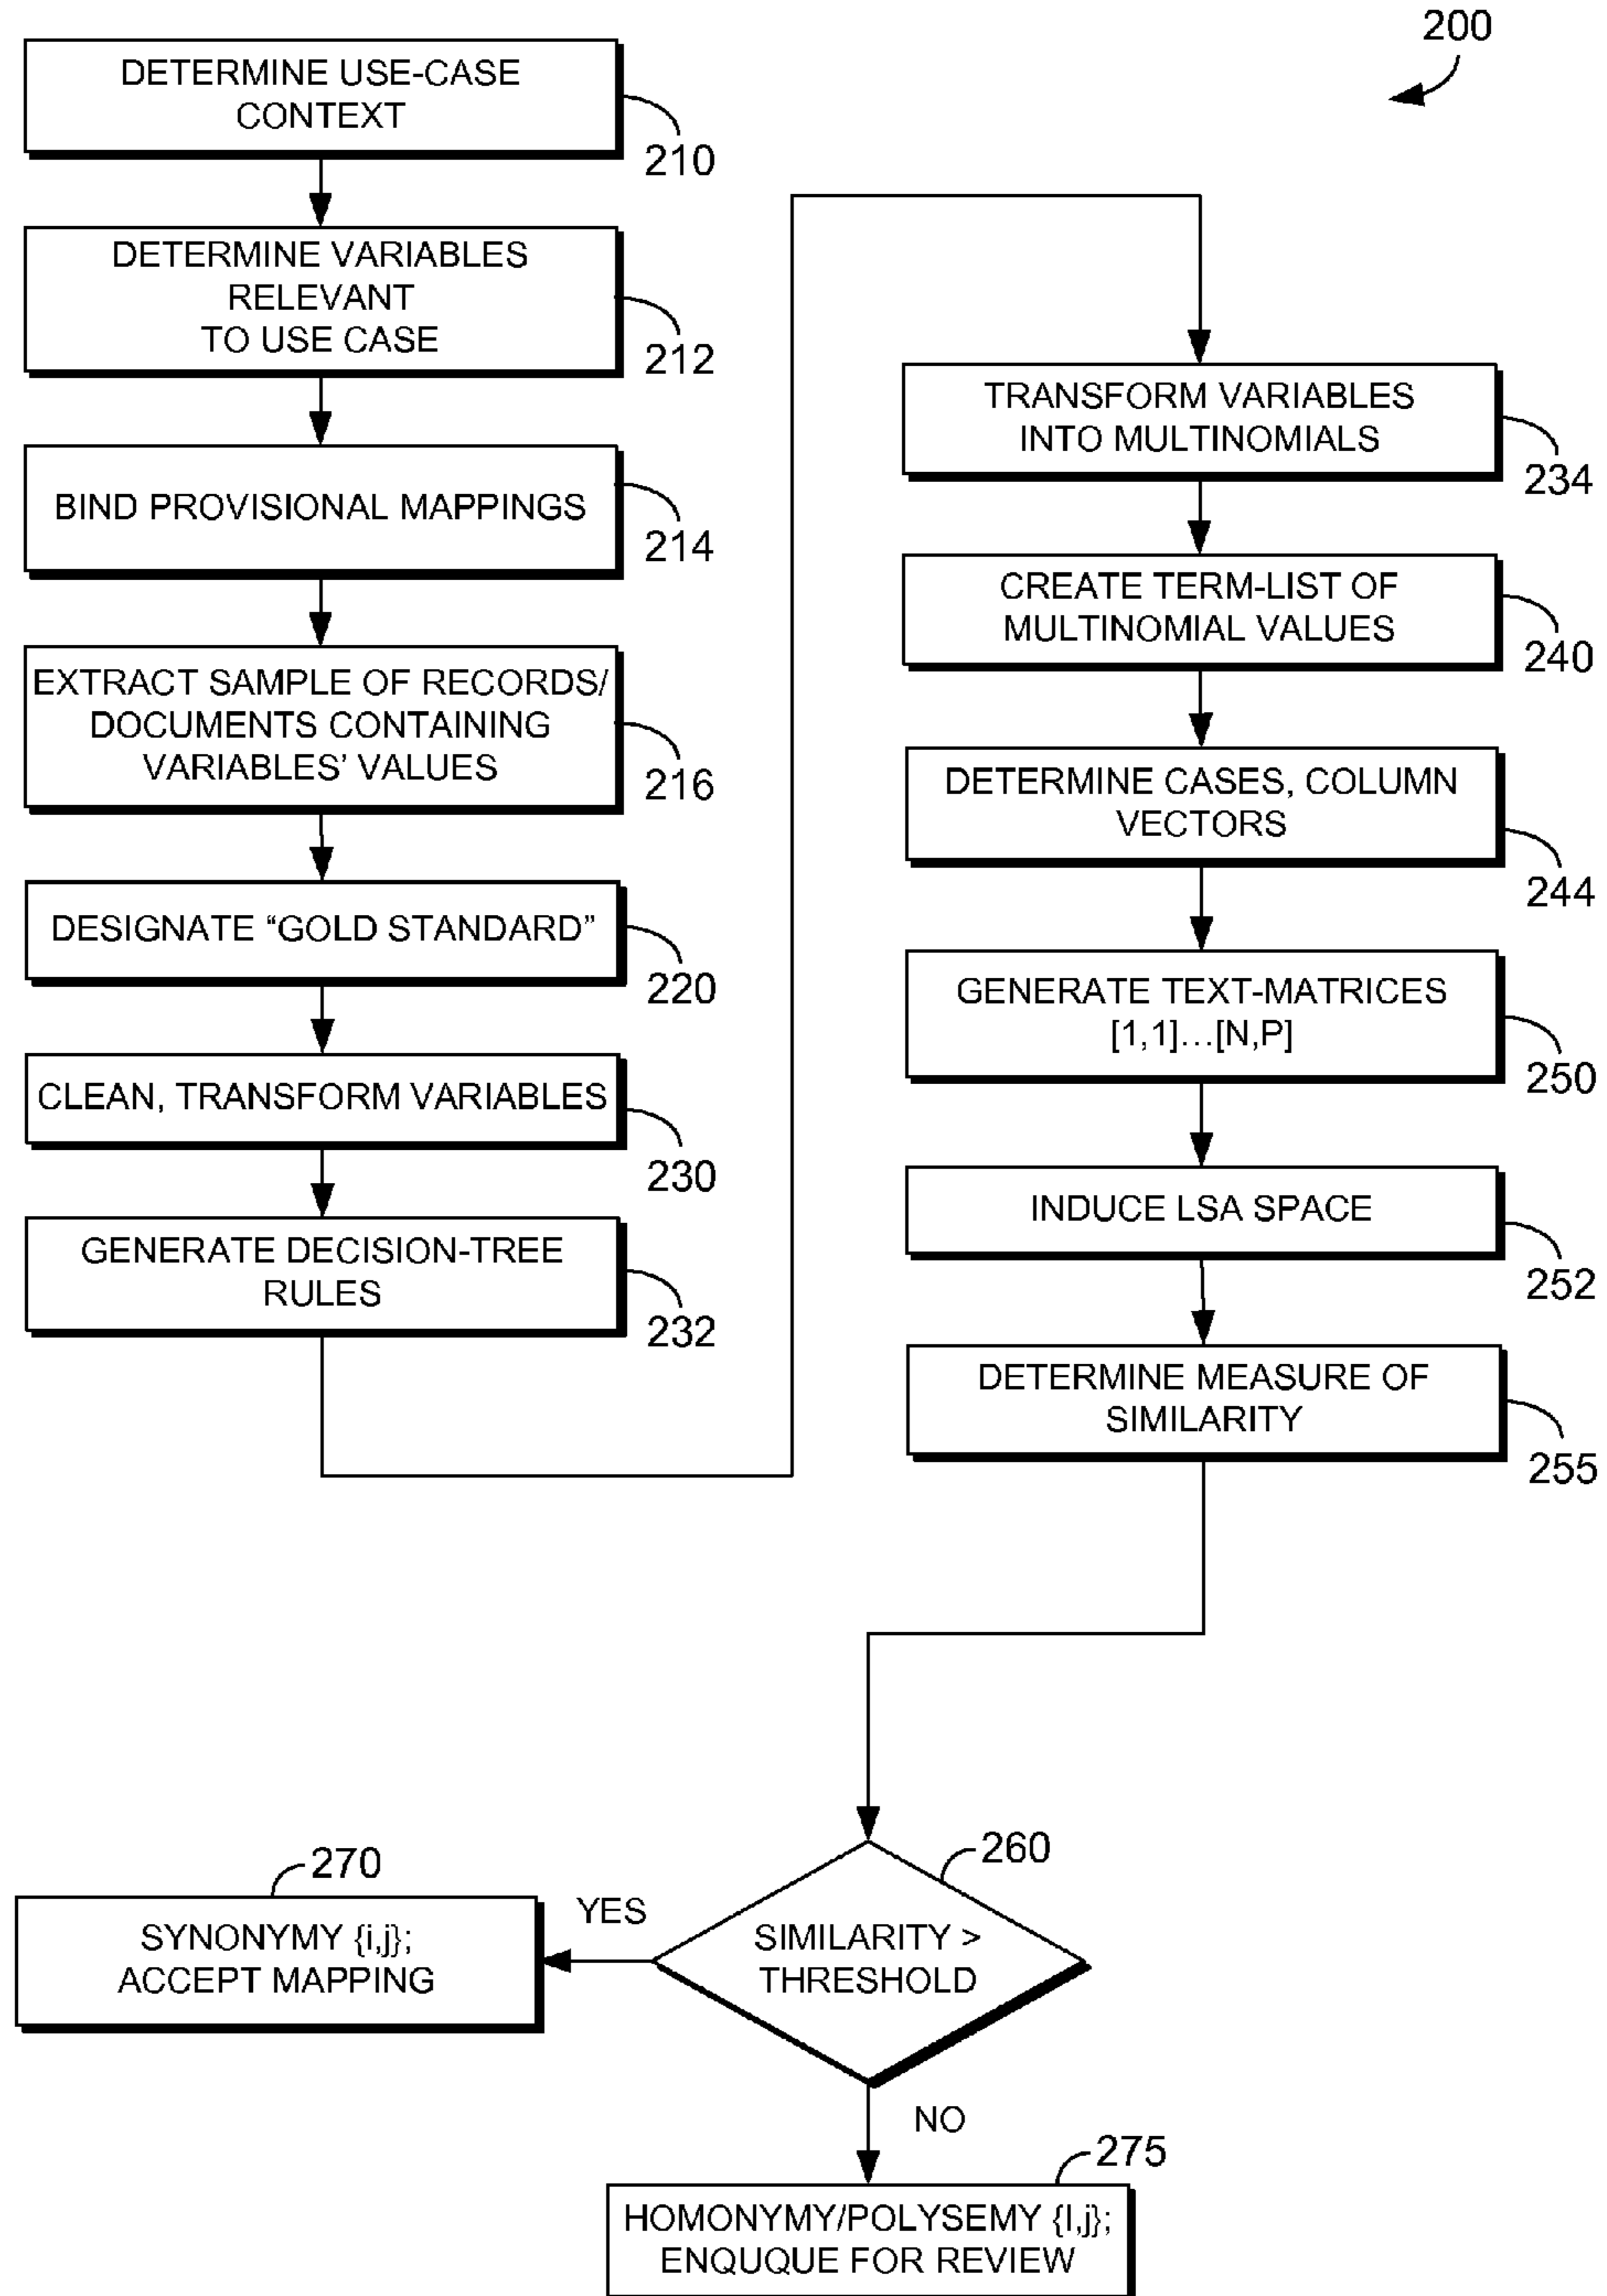 200
DETERMINE USE-CASE
CONTEXT
210
DETERMINE VARIABLES
RELEVANT
TO USE CASE
212
BIND PROVISIONAL MAPPINGS
214
EXTRACT SAMPLE OF RECORDS/
DOCUMENTS CONTAINING
VARIABLES’ VALUES
216
DESIGNATE “GOLD STANDARD”
220
CLEAN, TRANSFORM VARIABLES
230
GENERATE DECISION-TREE
RULES
232
TRANSFORM VARIABLES
INTO MULTINOMIALS
234
CREATE TERM-LIST OF
MULTINOMIAL VALUES
240
DETERMINE CASES, COLUMN
VECTORS
244
GENERATE TEXT-MATRICES
[1,1]…[N,P]
250
INDUCE LSA SPACE
252
DETERMINE MEASURE OF
SIMILARITY
255
260
SIMILARITY >
THRESHOLD
YES
270
SYNONYMY {i,j};
ACCEPT MAPPING
NO
275
HOMONYMY/POLYSEMY {I,j};
ENQUQUE FOR REVIEW